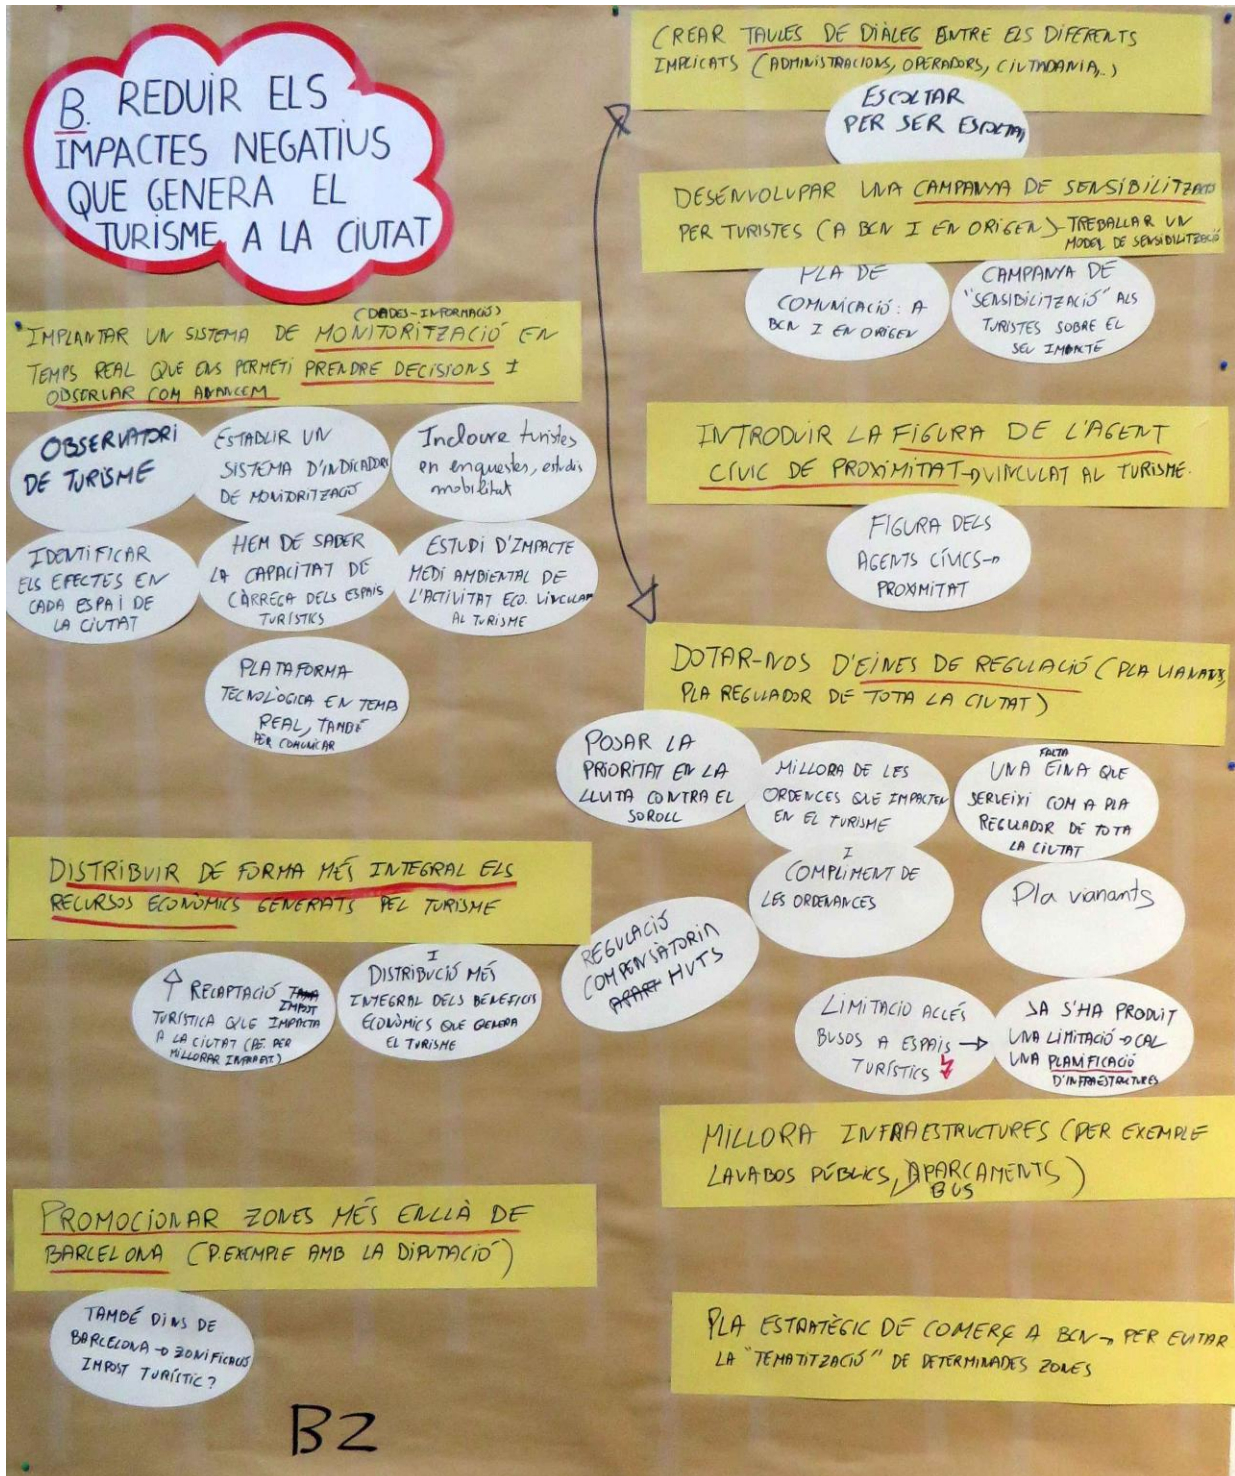 B. REDUIR ELS
IMPACTES NEGATIUS
QUE GENERA EL
TURISME A LA CIUTAT
(DADES-INFORMACIÓ)
IMPLANTAR UN SISTEMA DE MONITORITZACIÓ EN
TEMPS REAL QUE ENS PERMETI PRENDRE DECISIONS I
OBSERVAR COM AVANCEM
OBSERVATORI
DE TURISME
ESTABLIR UN
SISTEMA D'INDICADORS
DE MONITORITZACIÓ
Incloure turistes
en enquestes, estudis
mobilitat
IDENTIFICAR
ELS EFECTES EN
CADA ESPAI DE
LA CIUTAT
HEM DE SABER
LA CAPACITAT DE
CÀRREGA DELS ESPAIS
TURÍSTICS
ESTUDI D'IMPACTE
MEDI AMBIENTAL DE
L'ACTIVITAT ECO. VINCULAT
AL TURISME
PLATAFORMA
TECNOLÒGICA EN TEMPS
REAL, TAMBÉ
PER COMUNICAR
DISTRIBUIR DE FORMA MÉS INTEGRAL ELS
RECURSOS ECONÒMICS GENERATS PEL TURISME
↑ RECAPTACIÓ TAXA
IMPOST
TURÍSTICA QUE IMPACTA
A LA CIUTAT (P.E. PER
MILLORAR INFRAEST.)
I
DISTRIBUCIÓ MÉS
INTEGRAL DELS BENEFICIS
ECONÒMICS QUE GENERA
EL TURISME
PROMOCIONAR ZONES MÉS ENLLÀ DE
BARCELONA (P.EXEMPLE AMB LA DIPUTACIÓ)
TAMBÉ DINS DE
BARCELONA → ZONIFICACIÓ
IMPOST TURÍSTIC?
B2
CREAR TAULES DE DIÀLEG ENTRE ELS DIFERENTS
IMPLICATS (ADMINISTRACIONS, OPERADORS, CIUTADANIA,..)
ESCOLTAR
PER SER ESCOLTAT
DESENVOLUPAR UNA CAMPANYA DE SENSIBILITZACIÓ
PER TURISTES (A BCN I EN ORIGEN) → TREBALLAR UN
MODEL DE SENSIBILITZACIÓ
PLA DE
COMUNICACIÓ: A
BCN I EN ORIGEN
CAMPANYA DE
"SENSIBILITZACIÓ" ALS
TURISTES SOBRE EL
SEU IMPACTE
INTRODUIR LA FIGURA DE L'AGENT
CÍVIC DE PROXIMITAT → VINCULAT AL TURISME.
FIGURA DELS
AGENTS CÍVICS →
PROXIMITAT
DOTAR-NOS D'EINES DE REGULACIÓ (PLA VIANANTS,
PLA REGULADOR DE TOTA LA CIUTAT)
POSAR LA
PRIORITAT EN LA
LLUITA CONTRA EL
SOROLL
MILLORA DE LES
ORDENCES QUE IMPACTEN
EN EL TURISME
FALTA
UNA EINA QUE
SERVEIXI COM A PLA
REGULADOR DE TOTA
LA CIUTAT
I
COMPLIMENT DE
LES ORDENANCES
Pla vianants
REGULACIÓ
COMPENSATÒRIA
APART HUTS
LIMITACIO ACCÉS
BUSOS A ESPAIS →
TURÍSTICS
JA S'HA PRODUIT
UNA LIMITACIÓ → CAL
UNA PLANIFICACIÓ
D'INFRAESTRUCTURES
MILLORA INFRAESTRUCTURES (PER EXEMPLE
LAVABOS PÚBLICS, APARCAMENTS)
BUS
PLA ESTRATÈGIC DE COMERÇ A BCN → PER EVITAR
LA "TEMATITZACIÓ" DE DETERMINADES ZONES